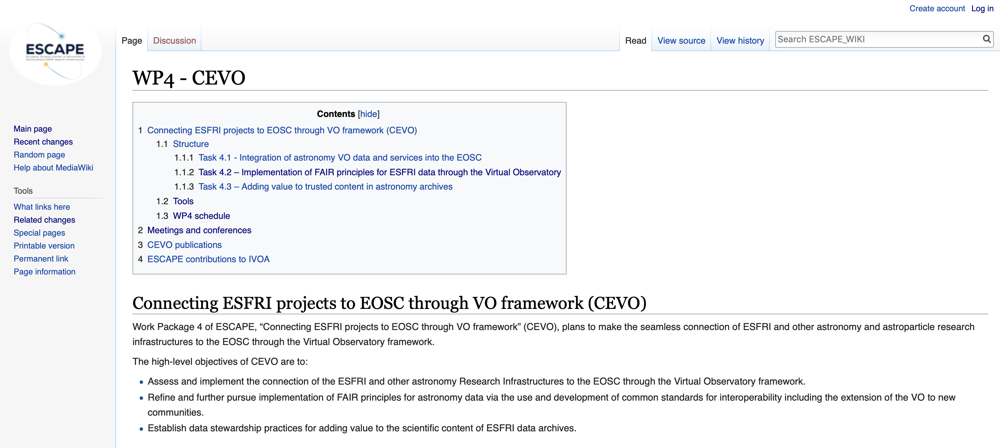 Create account Log in
ESCAPE
European Science Cluster of Astronomy &
Particle physics ESFRI research infrastructures
Page Discussion Read View source View history Search ESCAPE_WIKI
WP4 - CEVO
Contents [hide]
1 Connecting ESFRI projects to EOSC through VO framework (CEVO)
1.1 Structure
1.1.1 Task 4.1 - Integration of astronomy VO data and services into the EOSC
1.1.2 Task 4.2 – Implementation of FAIR principles for ESFRI data through the Virtual Observatory
1.1.3 Task 4.3 – Adding value to trusted content in astronomy archives
1.2 Tools
1.3 WP4 schedule
2 Meetings and conferences
3 CEVO publications
4 ESCAPE contributions to IVOA
Main page
Recent changes
Random page
Help about MediaWiki
Tools
What links here
Related changes
Special pages
Printable version
Permanent link
Page information
Connecting ESFRI projects to EOSC through VO framework (CEVO)
Work Package 4 of ESCAPE, “Connecting ESFRI projects to EOSC through VO framework” (CEVO), plans to make the seamless connection of ESFRI and other astronomy and astroparticle research
infrastructures to the EOSC through the Virtual Observatory framework.
The high-level objectives of CEVO are to:
• Assess and implement the connection of the ESFRI and other astronomy Research Infrastructures to the EOSC through the Virtual Observatory framework.
• Refine and further pursue implementation of FAIR principles for astronomy data via the use and development of common standards for interoperability including the extension of the VO to new
communities.
• Establish data stewardship practices for adding value to the scientific content of ESFRI data archives.